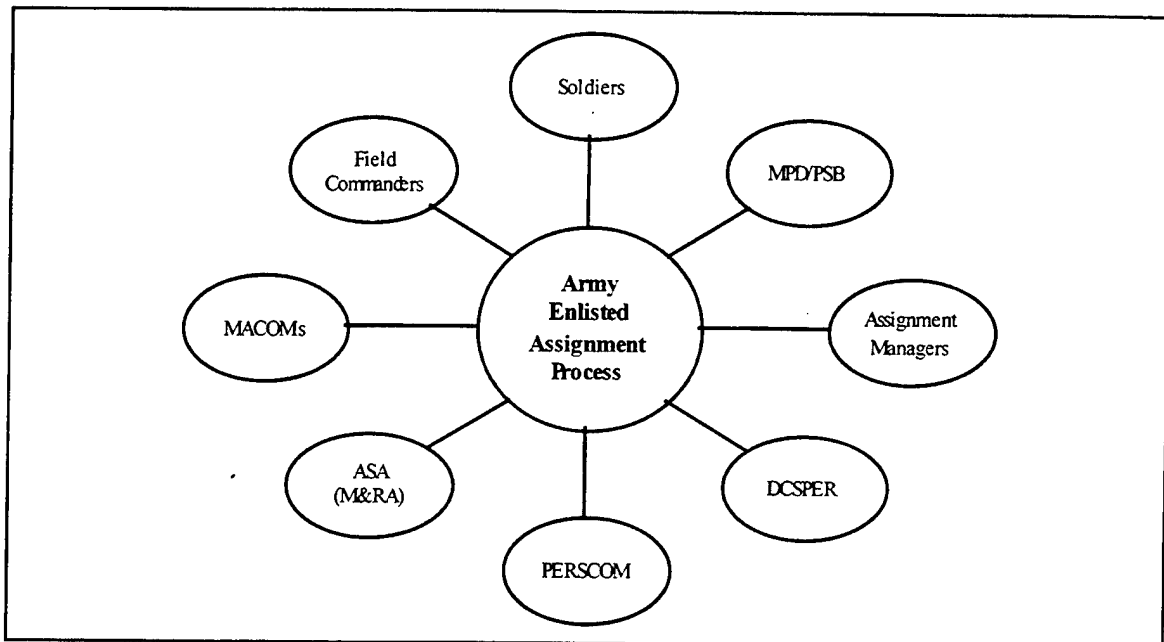 Soldiers
Field
Commanders
MPD/PSB
Army
Enlisted
Assignment
Process
MACOMs
Assignment
Managers
ASA
(M&RA)
DCSPER
PERSCOM